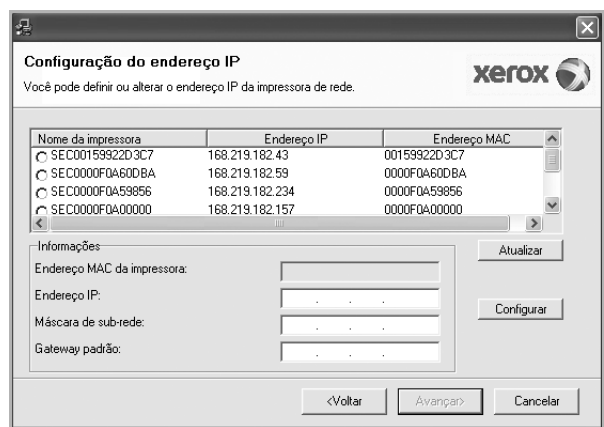 Configuração do endereço IP
Você pode definir ou alterar o endereço IP da impressora de rede.
xerox
Nome da impressora Endereço IP Endereço MAC
SEC00159922D3C7 168.219.182.43 00159922D3C7
SEC0000F0A60DBA 168.219.182.59 0000F0A60DBA
SEC0000F0A59856 168.219.182.234 0000F0A59856
SEC0000F0A00000 168.219.182.157 0000F0A00000
Informações
Atualizar
Endereço MAC da impressora:
Endereço IP: . . .
Configurar
Máscara de sub-rede: . . .
Gateway padrão: . . .
<Voltar Avançar> Cancelar